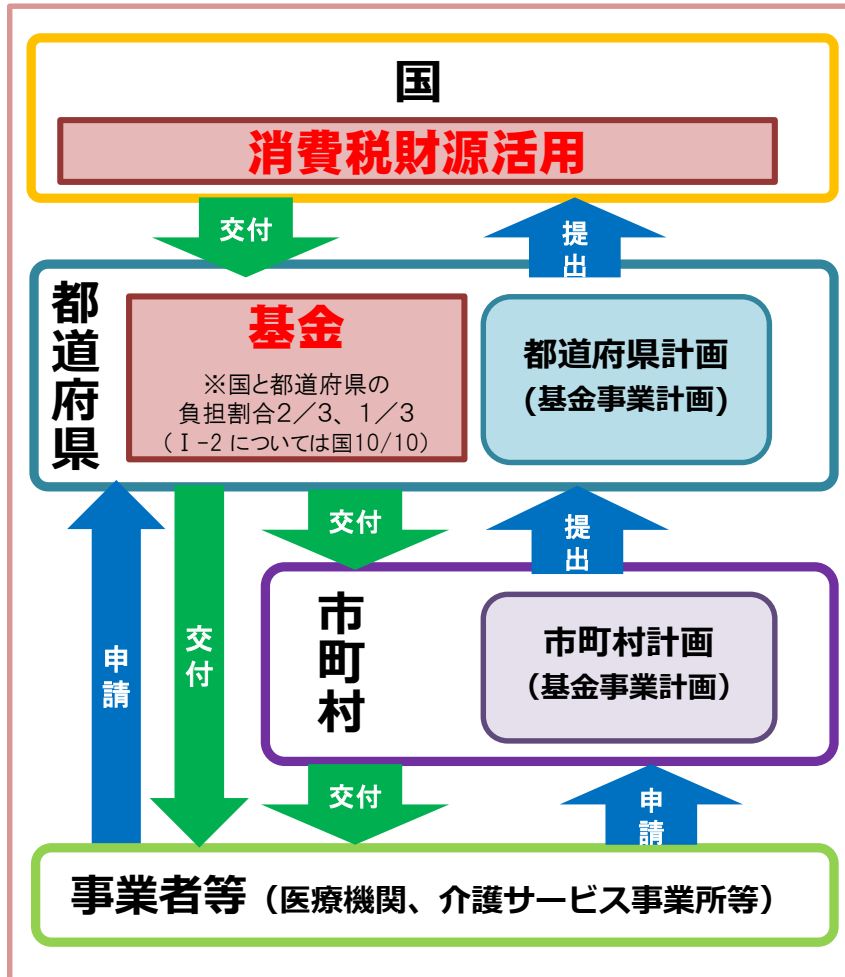 国
消費税財源活用
交付
提出
都道府県
基金
※国と都道府県の
負担割合2／3、1／3
（Ⅰ-2 については国10/10）
都道府県計画
(基金事業計画)
交付
提出
申請
交付
市町村
市町村計画
（基金事業計画）
交付
申請
事業者等（医療機関、介護サービス事業所等）